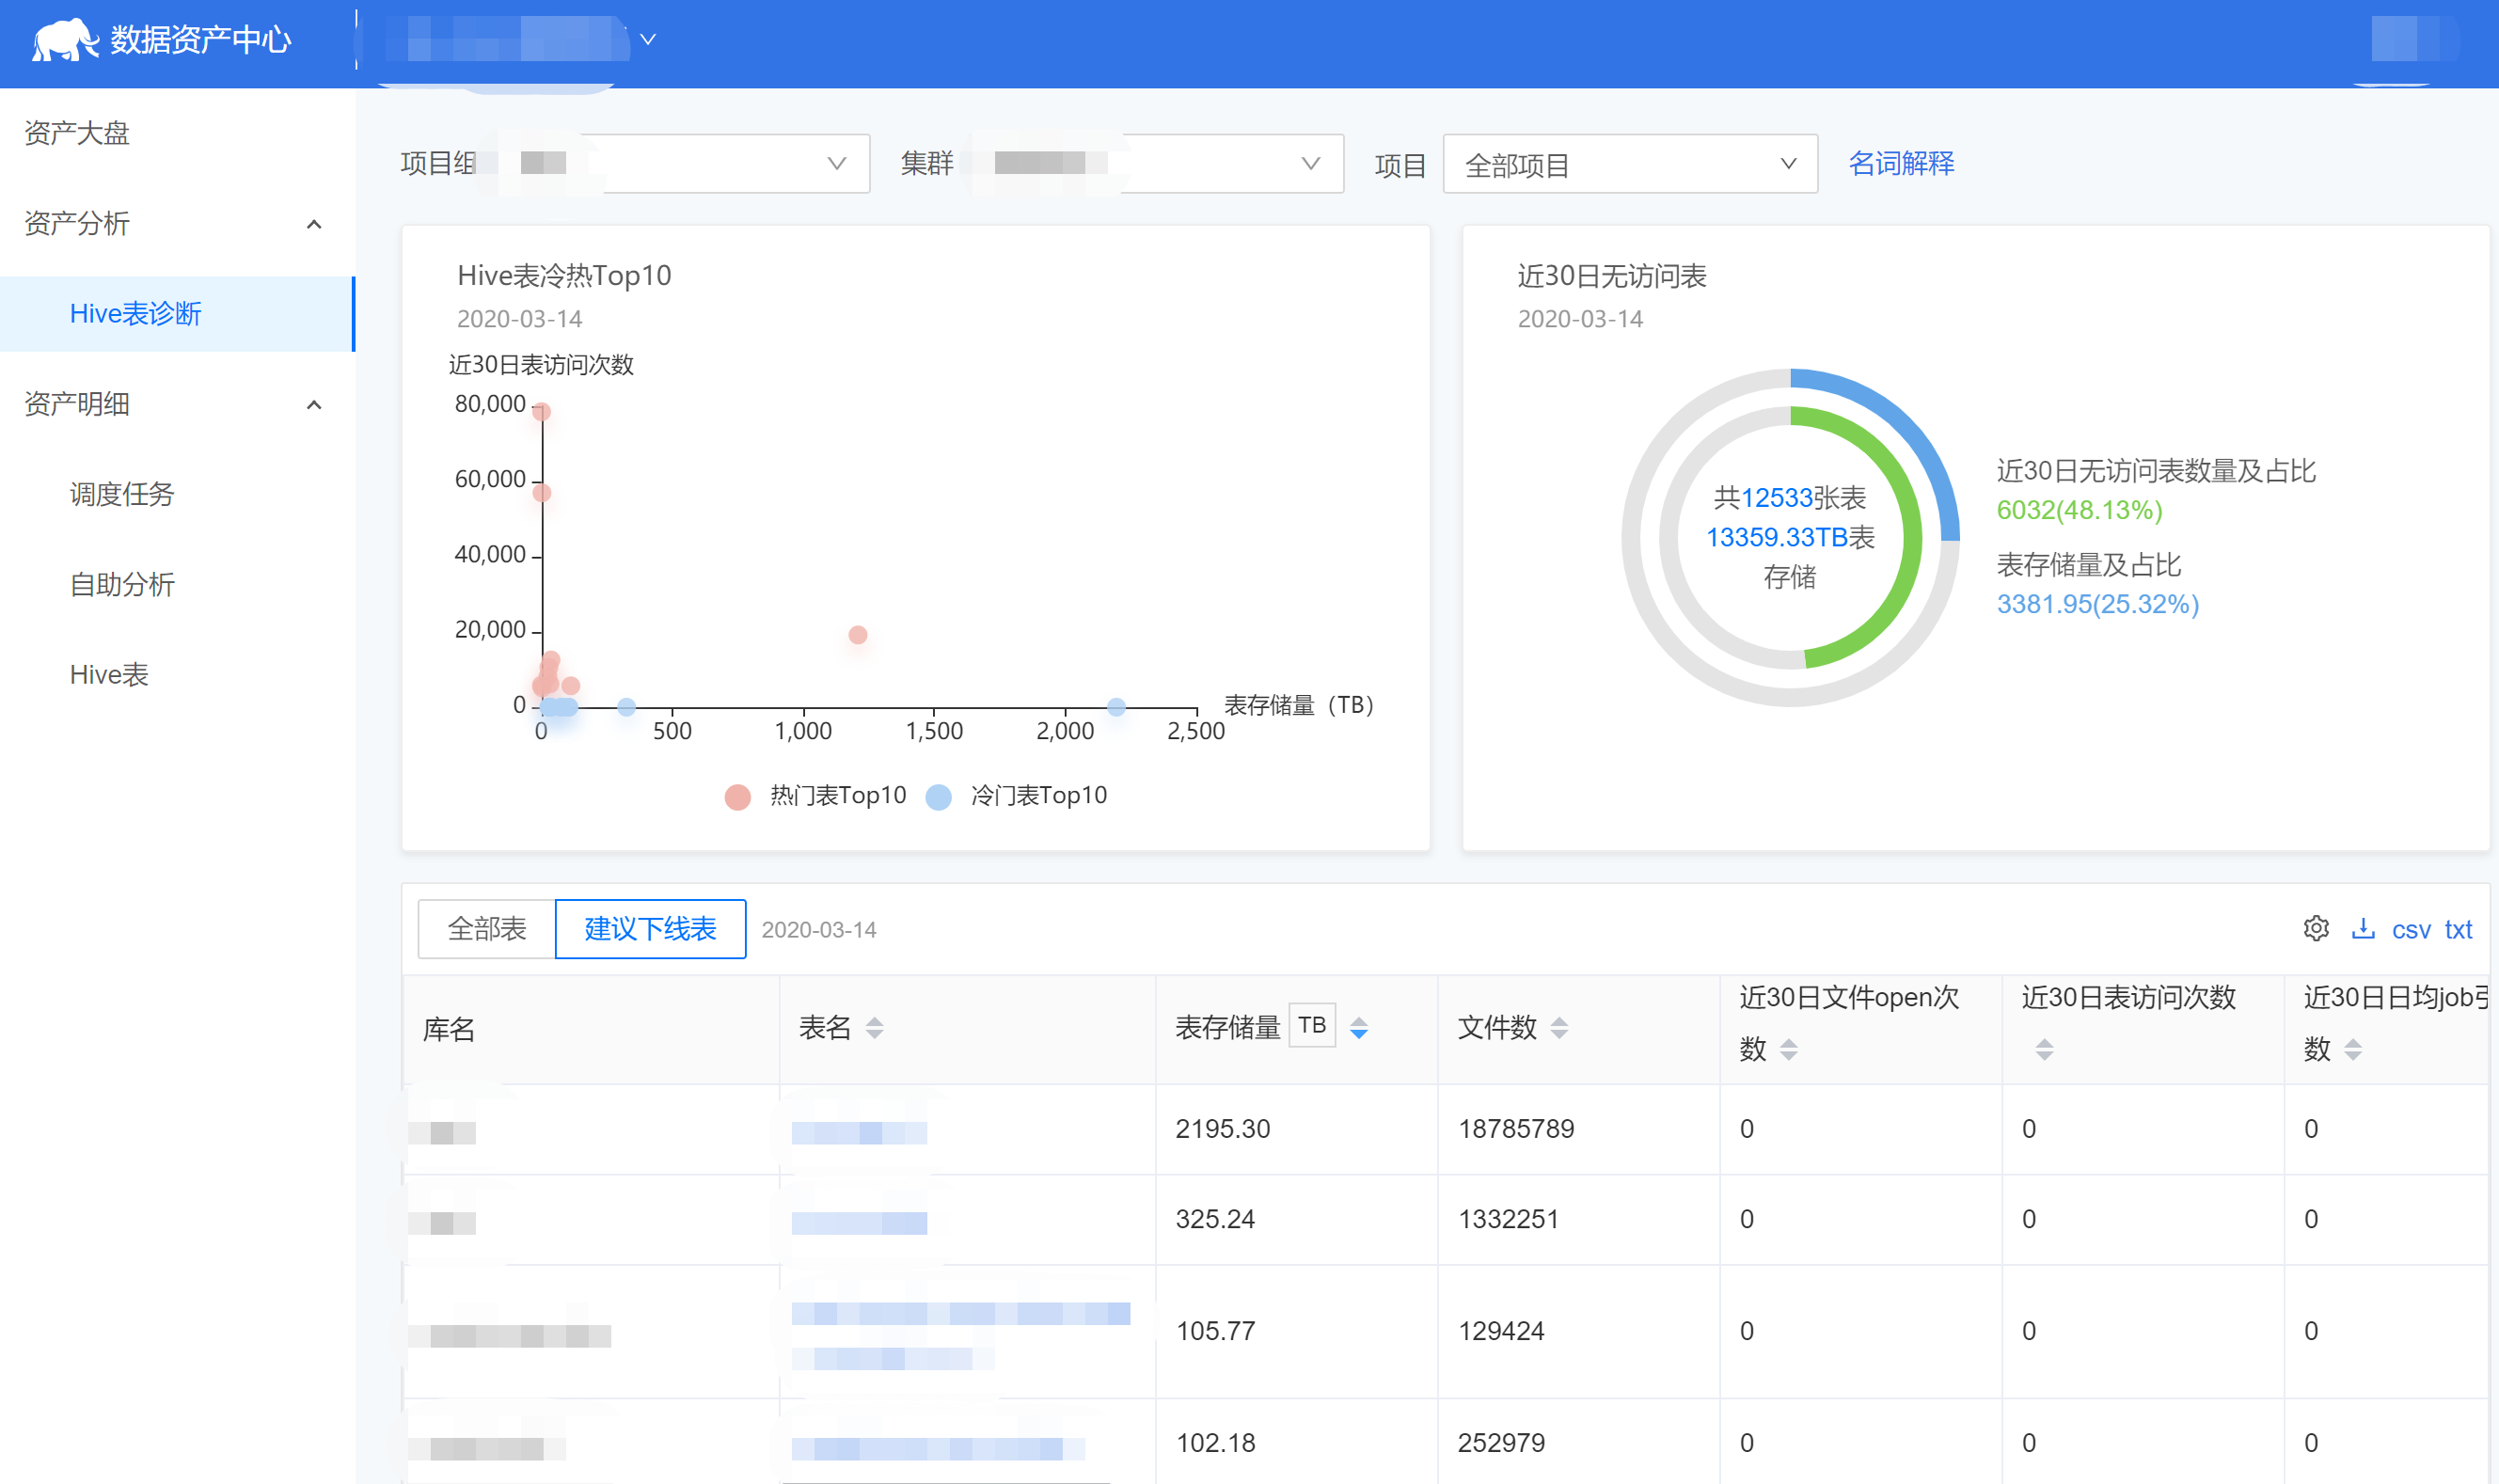 数据资产中心
资产大盘
资产分析
Hive表诊断
资产明细
调度任务
自助分析
Hive表
项目组
集群
项目 全部项目 名词解释
Hive表冷热Top10
2020-03-14
近30日表访问次数
80,000
60,000
40,000
20,000
0
0 500 1,000 1,500 2,000 2,500
表存储量（TB）
热门表Top10 冷门表Top10
近30日无访问表
2020-03-14
共12533张表
13359.33TB表
存储
近30日无访问表数量及占比
6032(48.13%)
表存储量及占比
3381.95(25.32%)
全部表 建议下线表 2020-03-14 csv txt
库名 表名 表存储量 TB 文件数 近30日文件open次数 近30日表访问次数 近30日日均job引数
2195.30 18785789 0 0 0
325.24 1332251 0 0 0
105.77 129424 0 0 0
102.18 252979 0 0 0